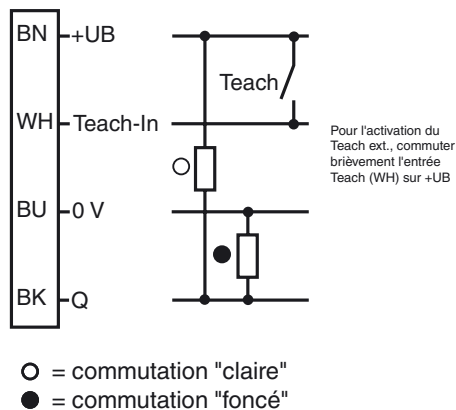 BN +UB
Teach
WH Teach-In
Pour l'activation du
Teach ext., commuter
brièvement l'entrée
Teach (WH) sur +UB
BU 0 V
BK Q
= commutation "claire"
= commutation "foncé"